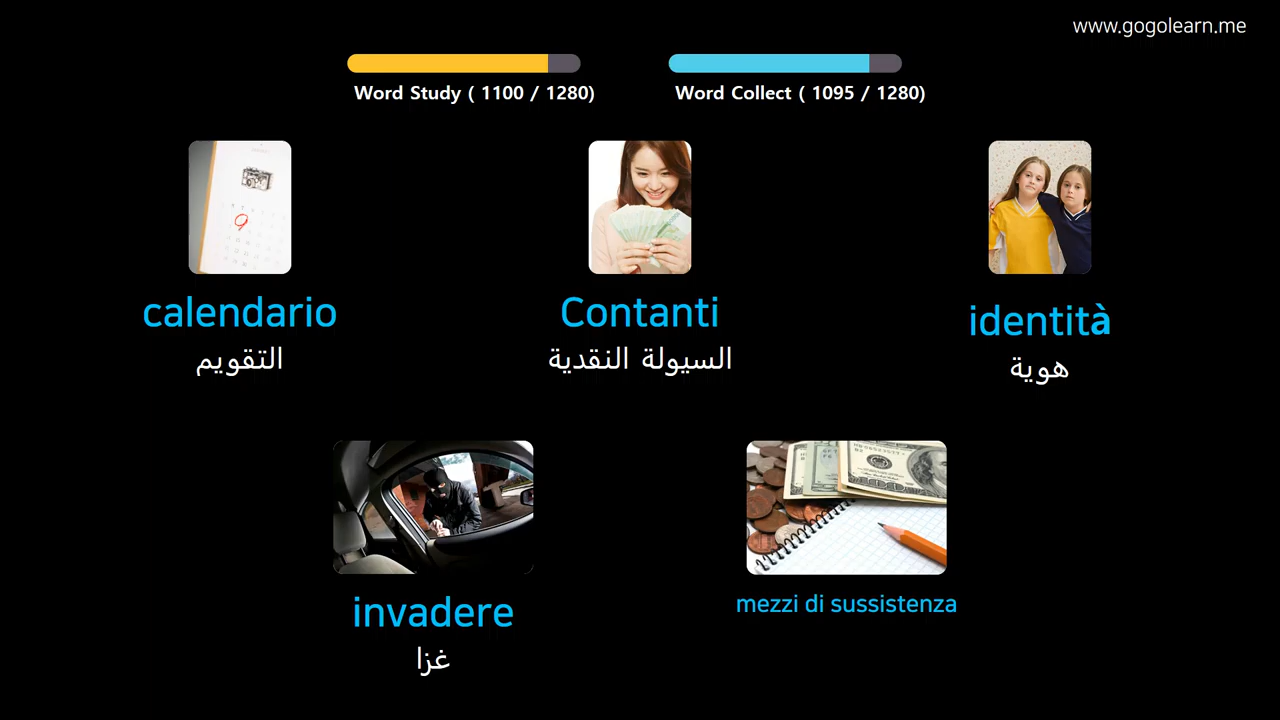 www.gogolearn.me
Word Study ( 1100 / 1280)
Word Collect ( 1095 / 1280)
calendario
التقويم
Contanti
السيولة النقدية
identità
هوية
invadere
غزا
mezzi di sussistenza